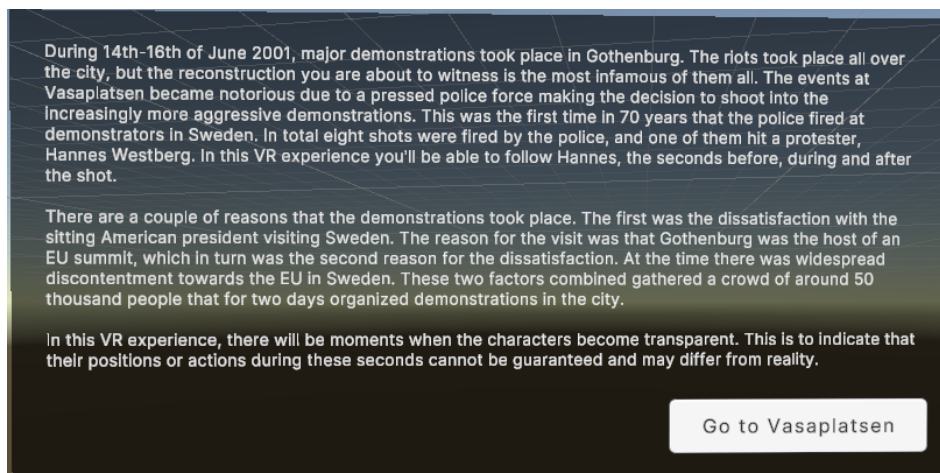 During 14th-16th of June 2001, major demonstrations took place in Gothenburg. The riots took place all over
the city, but the reconstruction you are about to witness is the most infamous of them all. The events at
Vasaplatsen became notorious due to a pressed police force making the decision to shoot into the
increasingly more aggressive demonstrations. This was the first time in 70 years that the police fired at
demonstrators in Sweden. In total eight shots were fired by the police, and one of them hit a protester,
Hannes Westberg. In this VR experience you'll be able to follow Hannes, the seconds before, during and after
the shot.
There are a couple of reasons that the demonstrations took place. The first was the dissatisfaction with the
sitting American president visiting Sweden. The reason for the visit was that Gothenburg was the host of an
EU summit, which in turn was the second reason for the dissatisfaction. At the time there was widespread
discontentment towards the EU in Sweden. These two factors combined gathered a crowd of around 50
thousand people that for two days organized demonstrations in the city.
In this VR experience, there will be moments when the characters become transparent. This is to indicate that
their positions or actions during these seconds cannot be guaranteed and may differ from reality.
Go to Vasaplatsen